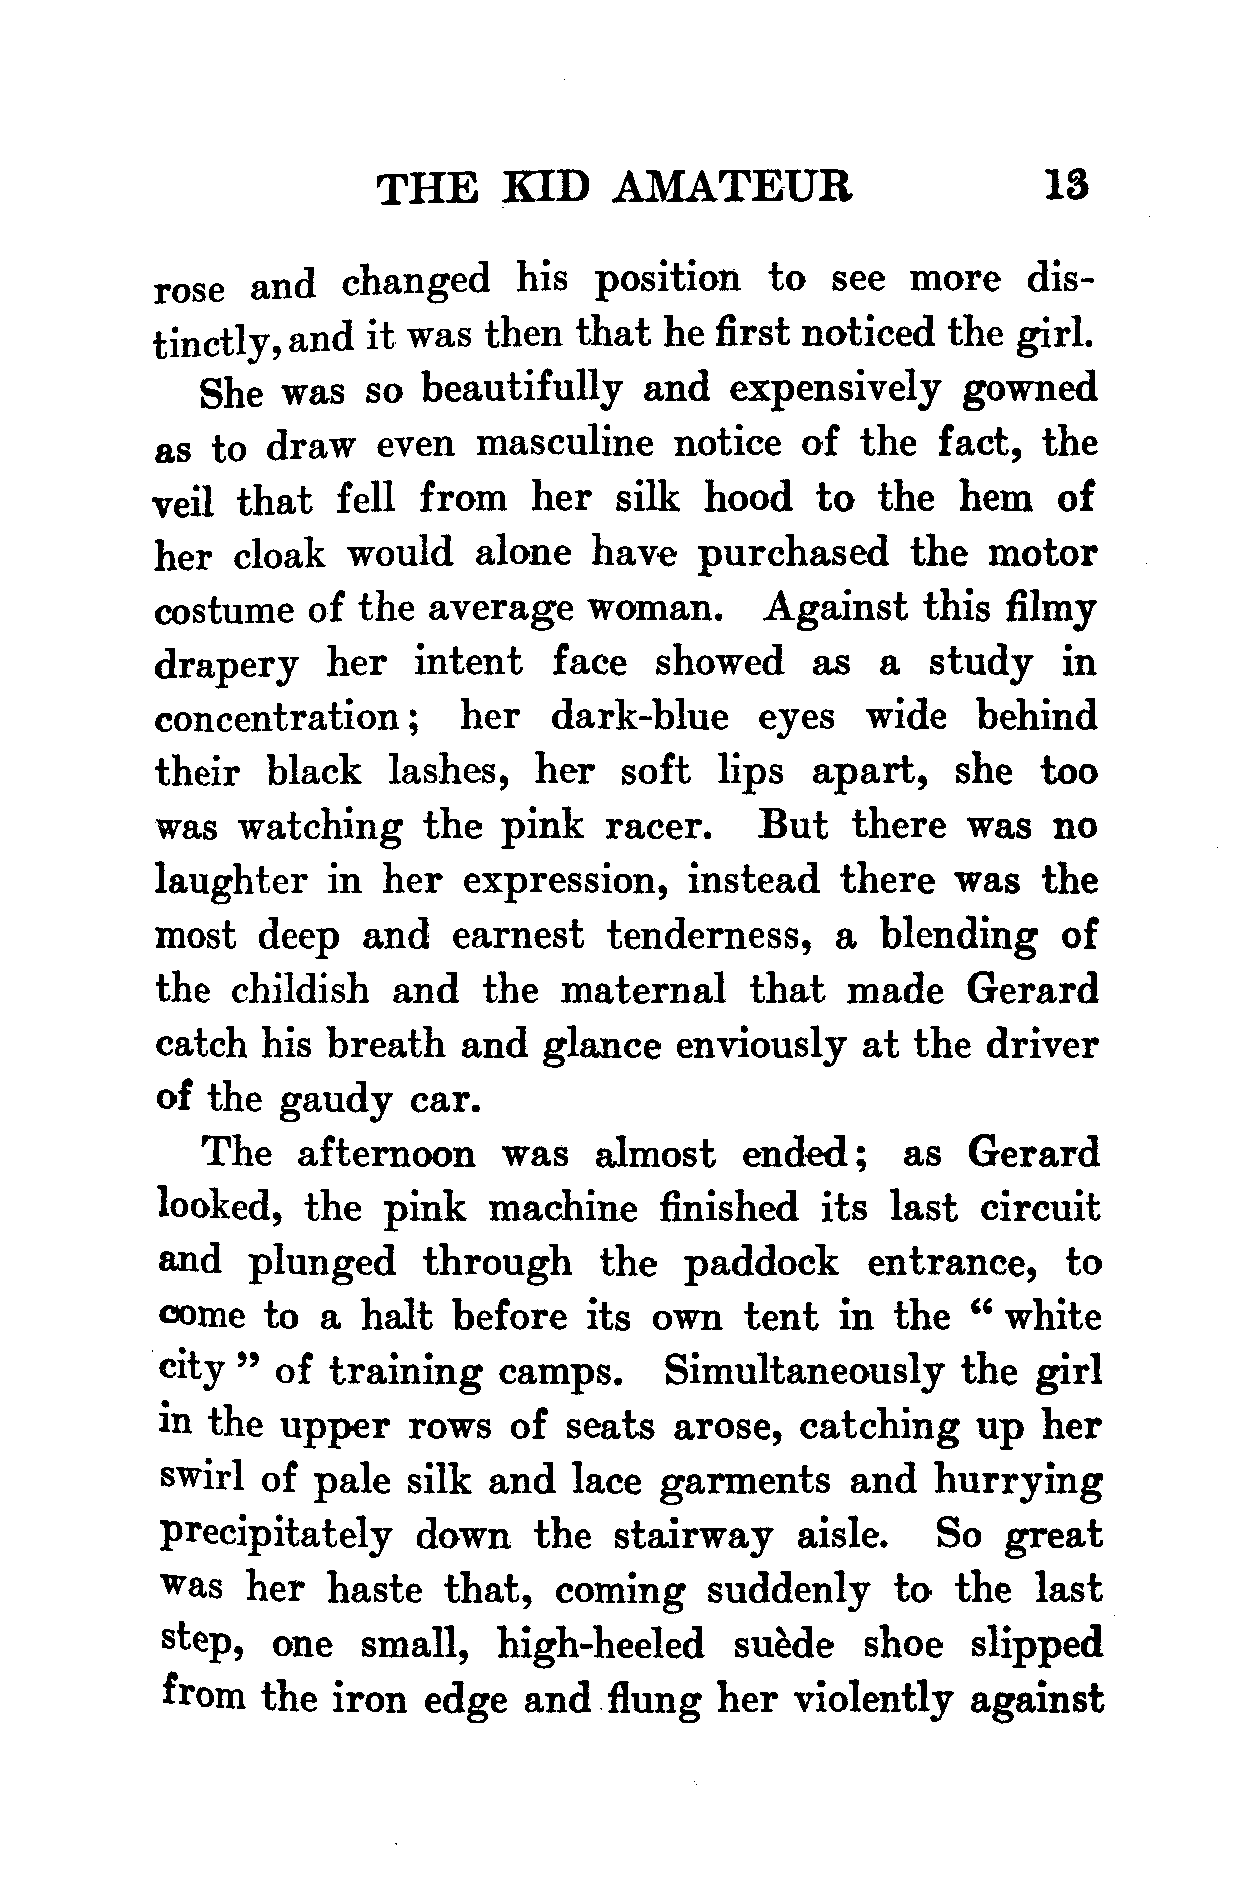 THE KID AMATEUR 13
rose and changed his position to see more dis-
tinctly, and it was then that he first noticed the girl.
She was so beautifully and expensively gowned
as to draw even masculine notice of the fact, the
veil that fell from her silk hood to the hem of
her cloak would alone have purchased the motor
costume of the average woman. Against this filmy
drapery her intent face showed as a study in
concentration; her dark-blue eyes wide behind
their black lashes, her soft lips apart, she too
was watching the pink racer. But there was no
laughter in her expression, instead there was the
most deep and earnest tenderness, a blending of
the childish and the maternal that made Gerard
catch his breath and glance enviously at the driver
of the gaudy car.
The afternoon was almost ended; as Gerard
looked, the pink machine finished its last circuit
and plunged through the paddock entrance, to
come to a halt before its own tent in the “ white
city ” of training camps. Simultaneously the girl
in the upper rows of seats arose, catching up her
swirl of pale silk and lace garments and hurrying
precipitately down the stairway aisle. So great
was her haste that, coming suddenly to the last
step, one small, high-heeled suède shoe slipped
from the iron edge and flung her violently against